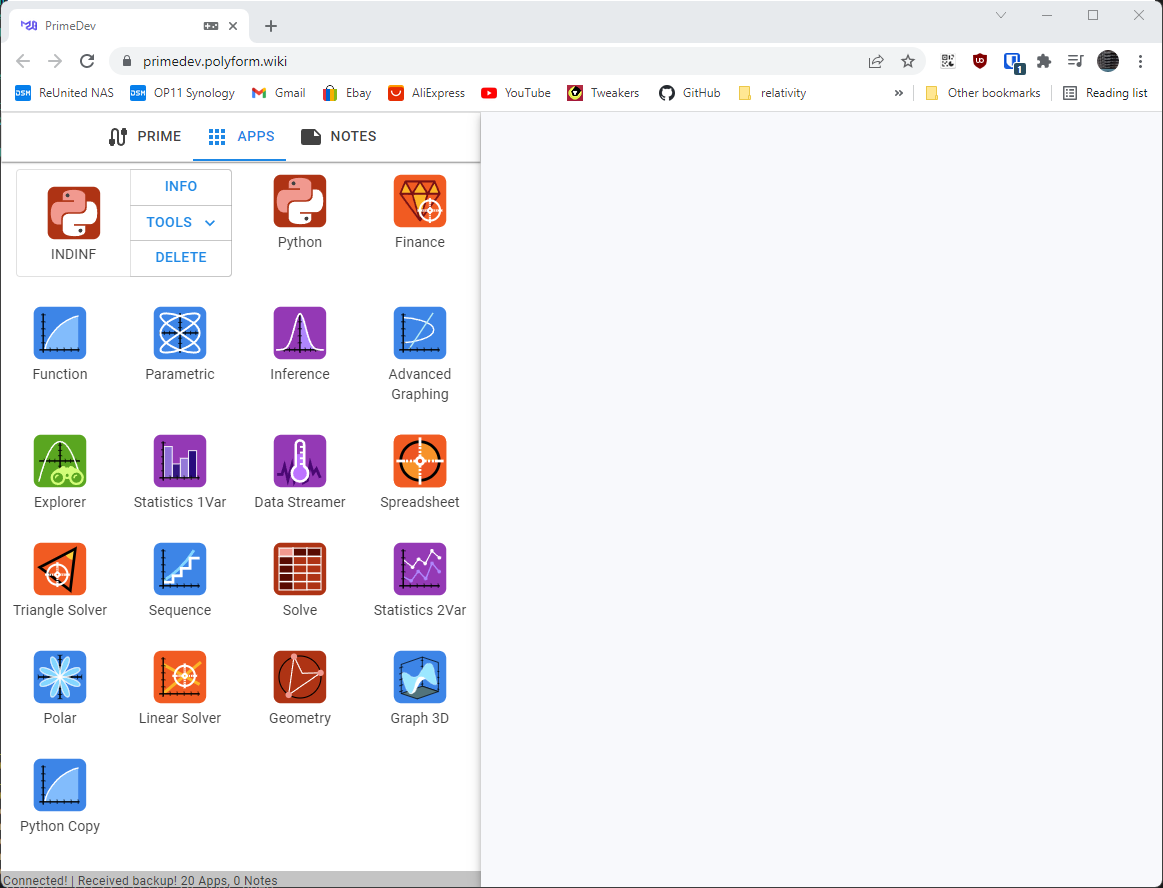 PrimeDev
primedev.polyform.wiki
DSM ReUnited NAS DSM OP11 Synology Gmail Ebay AliExpress YouTube Tweakers GitHub relativity » Other bookmarks Reading list
1
PRIME APPS NOTES
INDINF
INFO
TOOLS
DELETE
Python Finance
Function Parametric Inference Advanced
Graphing
Explorer Statistics 1Var Data Streamer Spreadsheet
Triangle Solver Sequence Solve Statistics 2Var
Polar Linear Solver Geometry Graph 3D
Python Copy
Connected! | Received backup! 20 Apps, 0 Notes